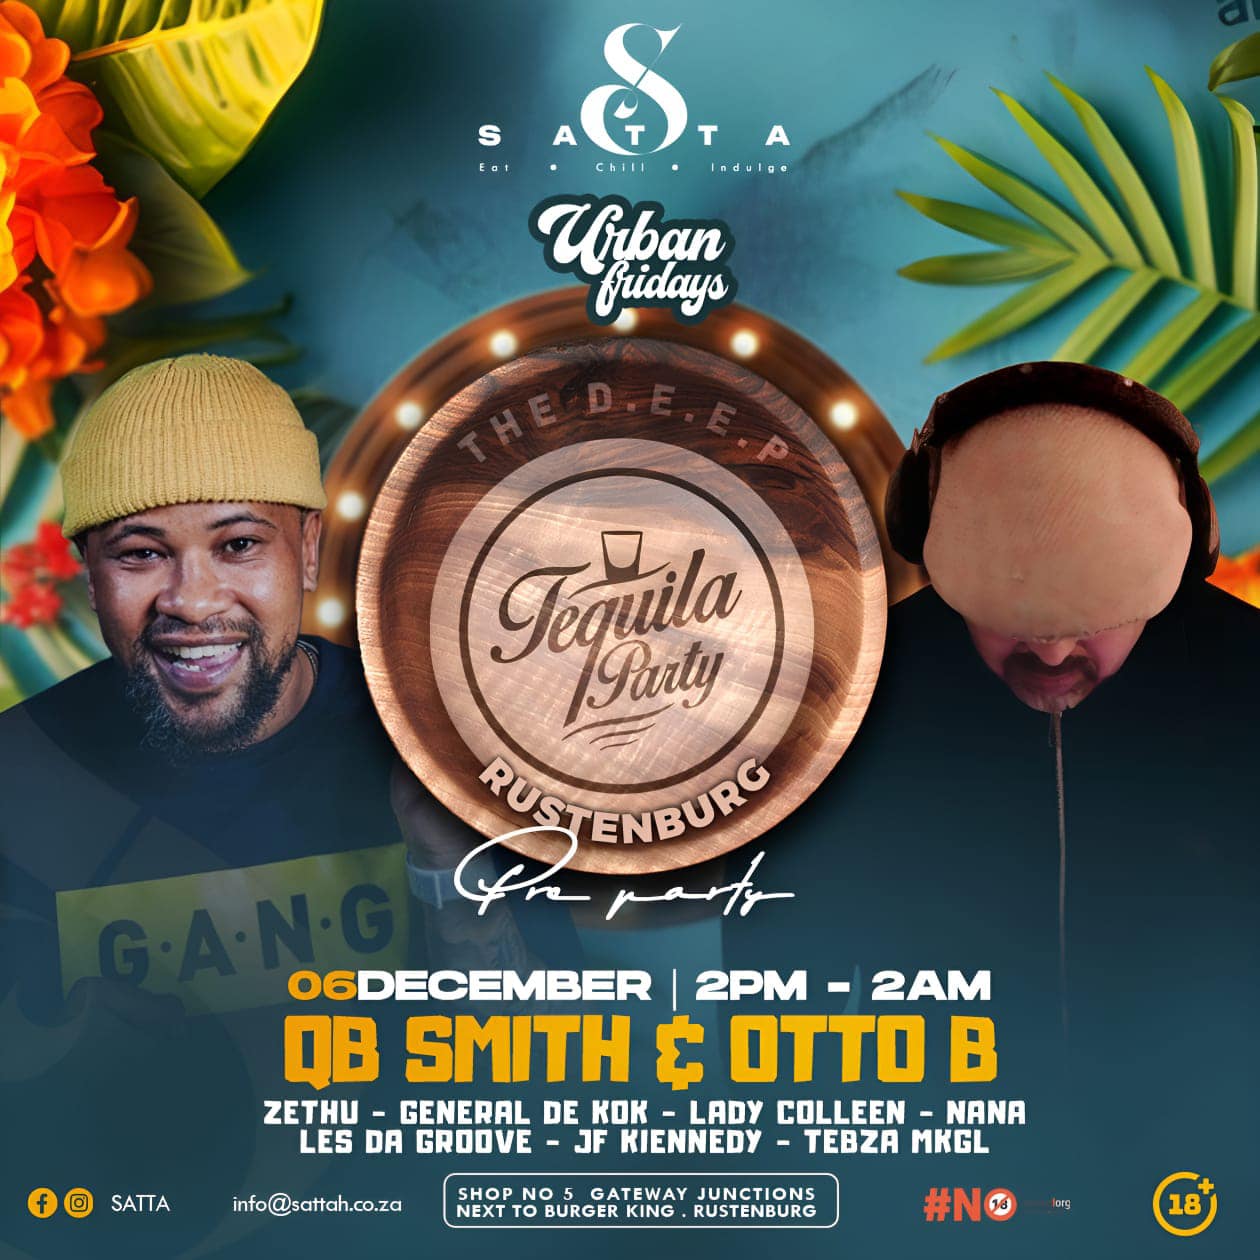 SATTA
Eat • Chill • Indulge
Urban
fridays
THE D.E.E.P
Tequila
Party
RUSTENBURG
Pre party
G·A·N·G
06DECEMBER | 2PM - 2AM
QB SMITH & OTTO B
ZETHU - GENERAL DE KOK - LADY COLLEEN - NANA
LES DA GROOVE - JF KIENNEDY - TEBZA MKGL
SATTA
info@sattah.co.za
SHOP NO 5 GATEWAY JUNCTIONS
NEXT TO BURGER KING . RUSTENBURG
#NO 18
18+